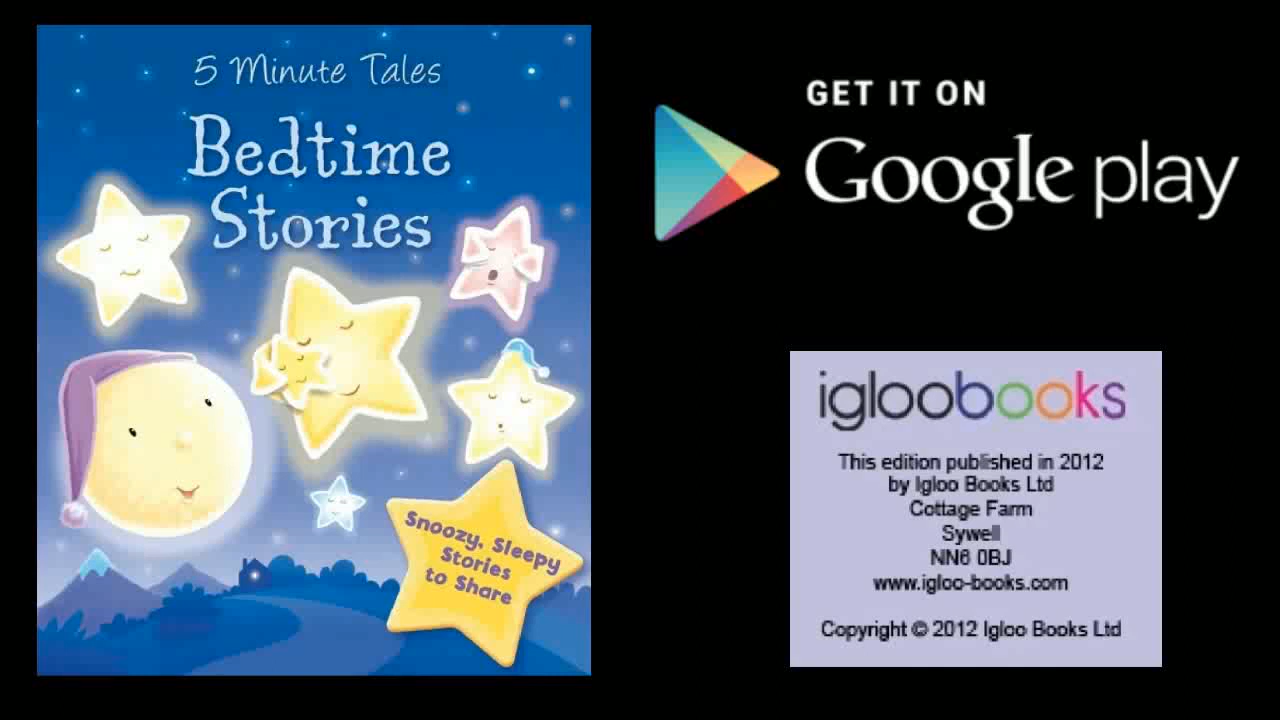 5 Minute Tales
Bedtime
Stories
Snoozy, Sleepy
Stories
to Share
GET IT ON
Google play
igloobooks
This edition published in 2012
by Igloo Books Ltd
Cottage Farm
Sywell
NN6 0BJ
www.igloo-books.com
Copyright © 2012 Igloo Books Ltd